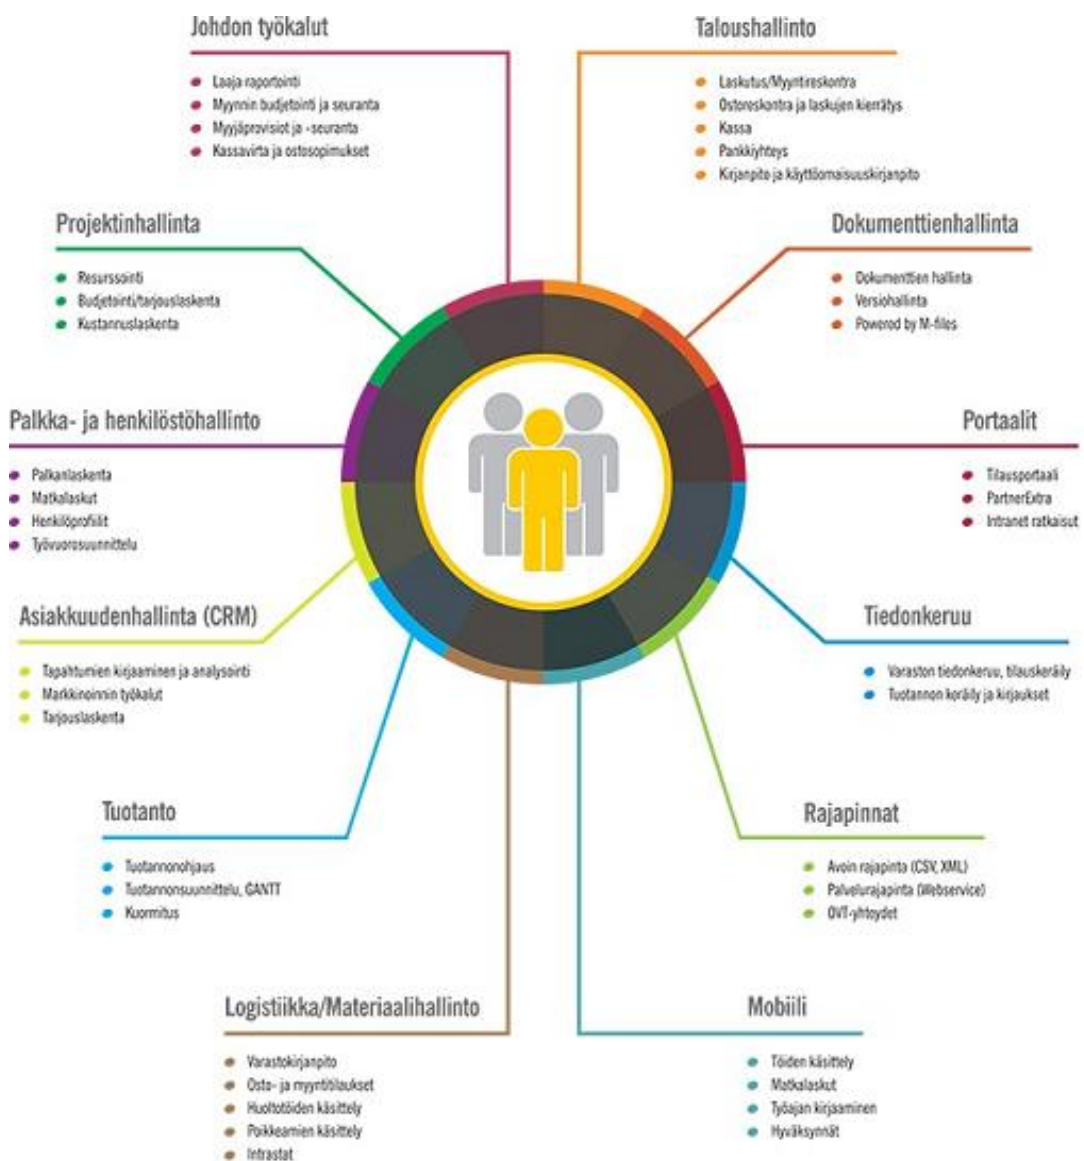 Johdon työkalut
Laaja raportointi
Myynnin budjetointi ja seuranta
Myyjäprovisiot ja -seuranta
Kassavirta ja ostosopimukset
Taloushallinto
Laskutus/Myyntireskontra
Ostoreskontra ja laskujen kierrätys
Kassa
Pankkiyhteys
Kirjanpito ja käyttöomaisuuskirjanpito
Projektinhallinta
Resurssointi
Budjetointi/tarjouslaskenta
Kustannuslaskenta
Dokumenttienhallinta
Dokumenttien hallinta
Versiohallinta
Powered by M-files
Palkka- ja henkilöstöhallinto
Palkanlaskenta
Matkalaskut
Henkilöprofiilit
Työvuorosuunnittelu
Portaalit
Tilausportaali
PartnerExtra
Intranet ratkaisut
Asiakkuudenhallinta (CRM)
Tapahtumien kirjaaminen ja analysointi
Markkinoinnin työkalut
Tarjouslaskenta
Tiedonkeruu
Varaston tiedonkeruu, tilauskeräily
Tuotannon keräily ja kirjaukset
Tuotanto
Tuotannonohjaus
Tuotannonsuunnittelu, GANTT
Kuormitus
Rajapinnat
Avoin rajapinta (CSV, XML)
Palvelurajapinta (Webservice)
OVT-yhteydet
Logistiikka/Materiaalihallinto
Varastokirjanpito
Osto- ja myyntitilaukset
Huoltotöiden käsittely
Poikkeamien käsittely
Intrastat
Mobiili
Töiden käsittely
Matkalaskut
Työajan kirjaaminen
Hyväksynnät